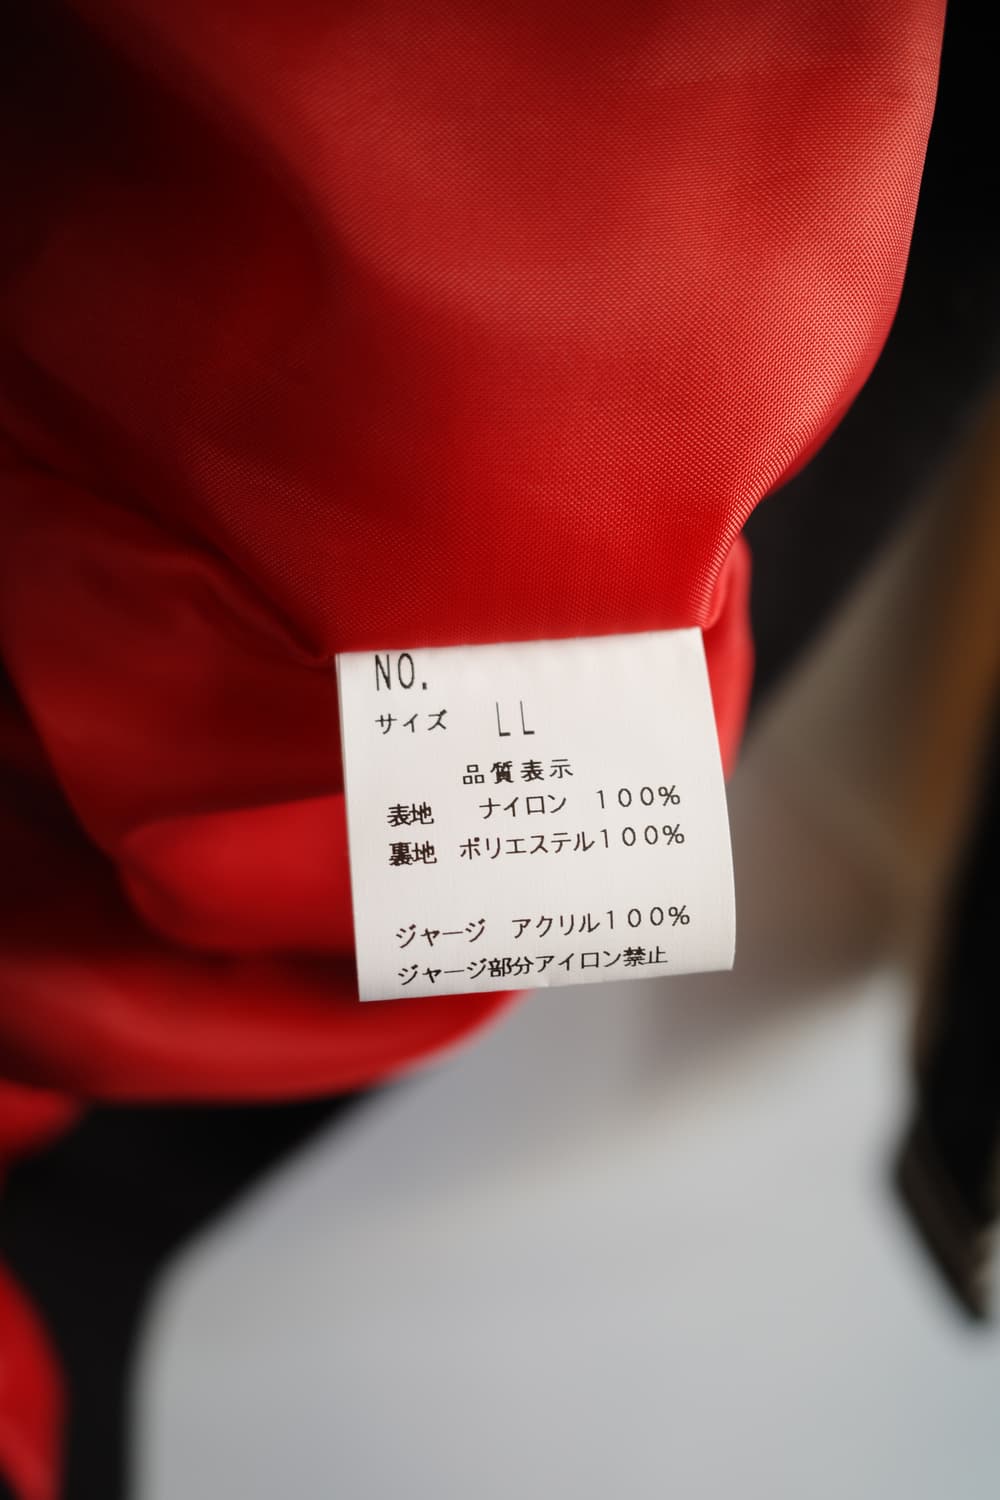 NO.
サイズ LL
品質表示
表地 ナイロン 100%
裏地 ポリエステル100%
ジャージ アクリル100%
ジャージ部分アイロン禁止